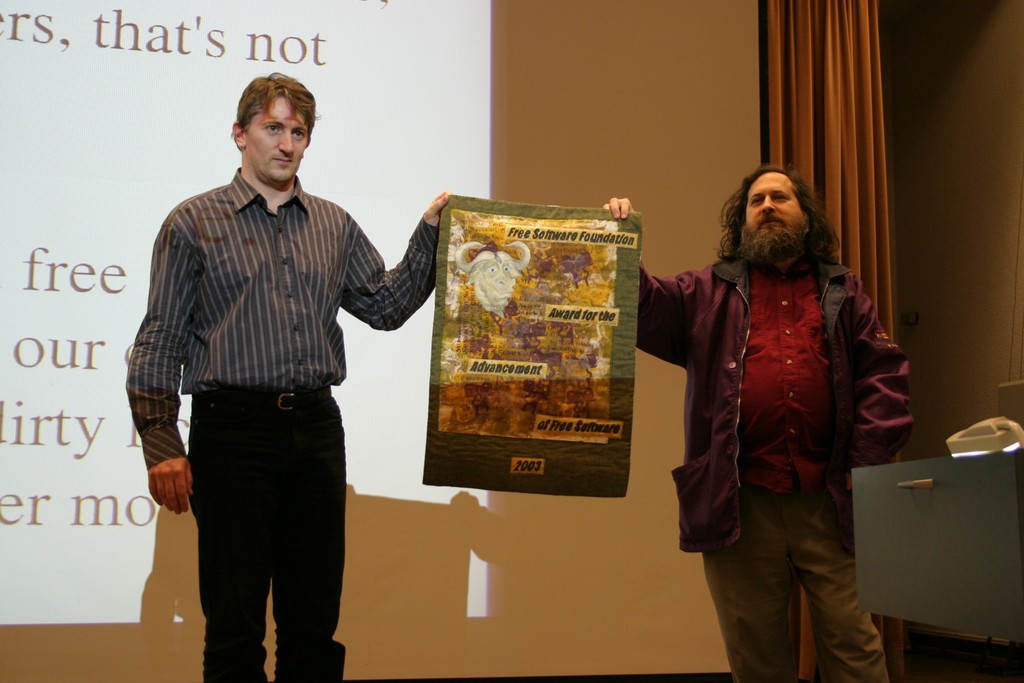 ers, that's not
free
our
dirty
er mo
Free Software Foundation
Award for the
Advancement
of Free Software
2003